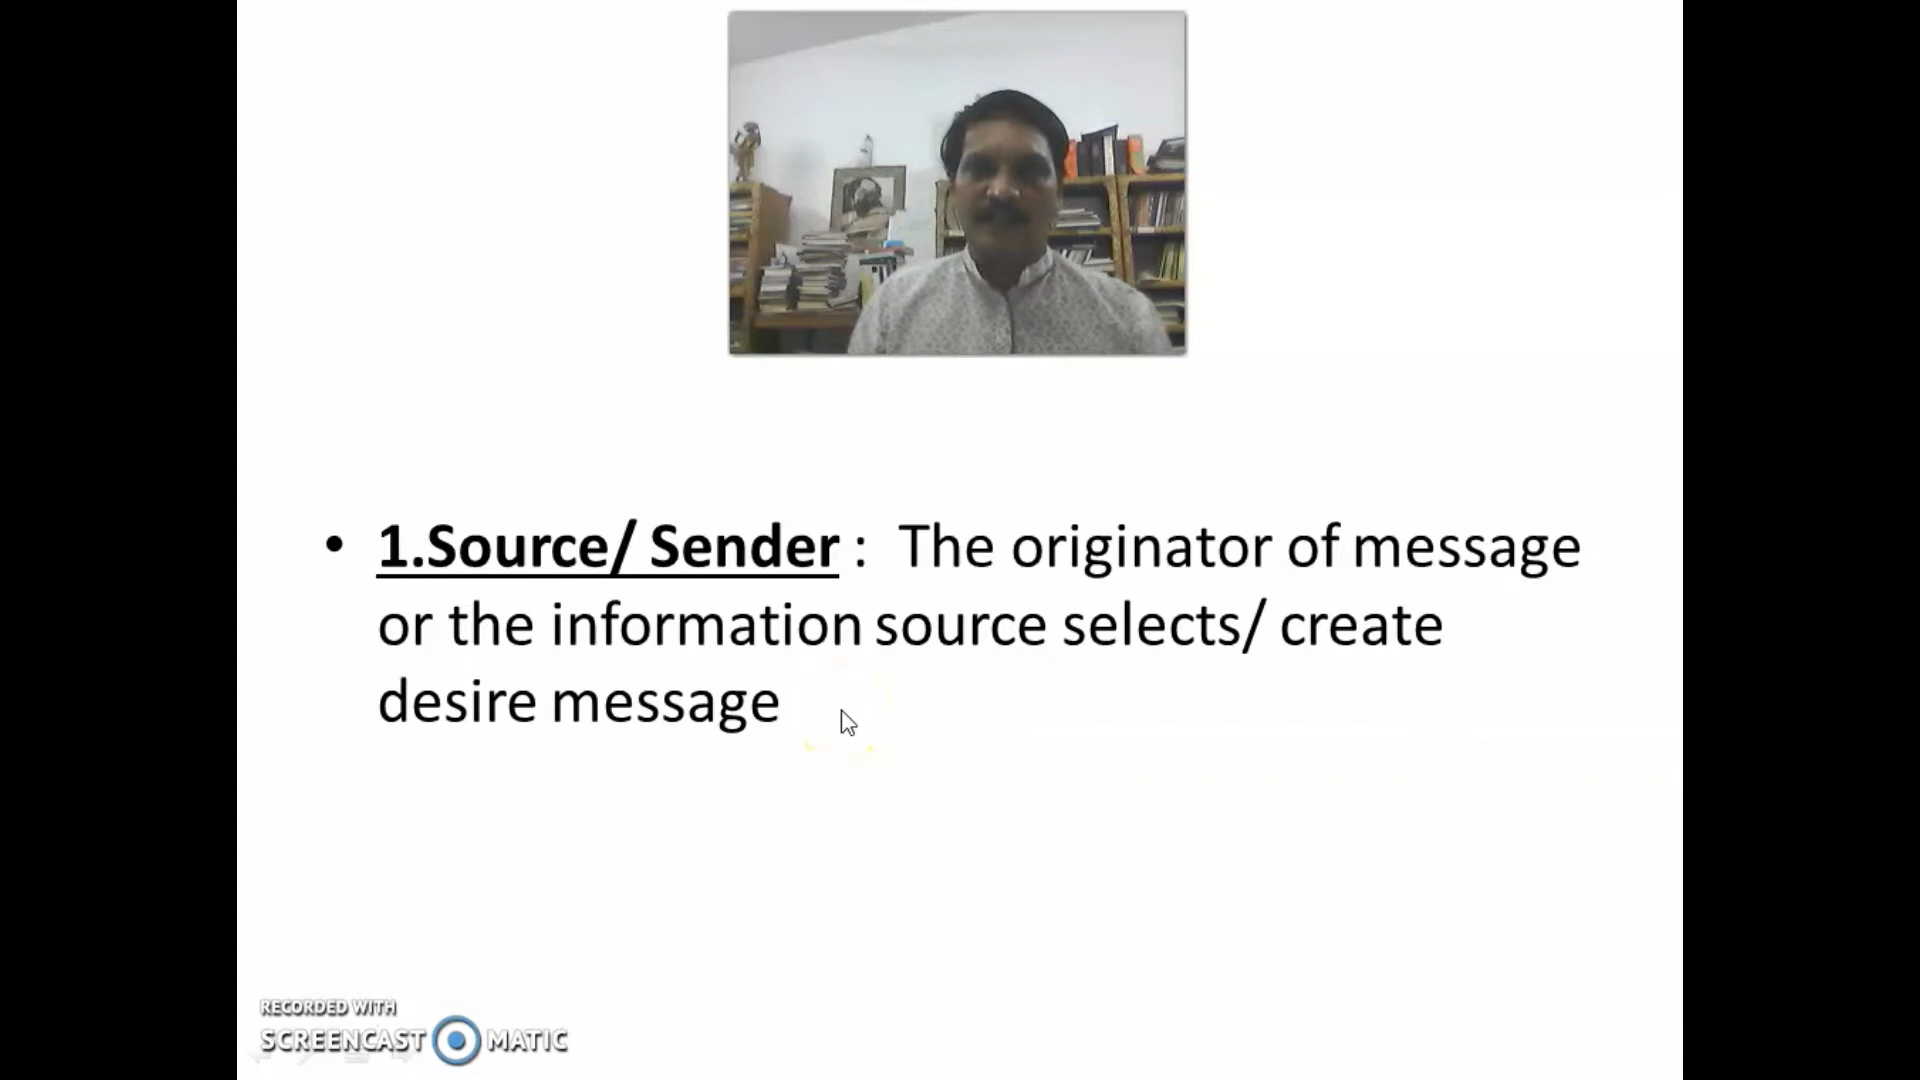 • 1.Source/ Sender : The originator of message
or the information source selects/ create
desire message
RECORDED WITH
SCREENCAST MATIC